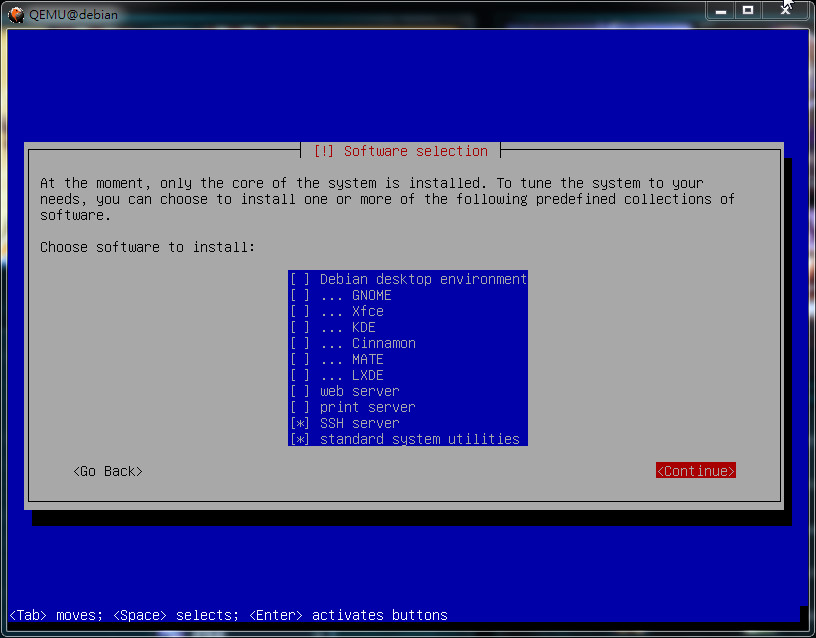 QEMU@debian
[!] Software selection
At the moment, only the core of the system is installed. To tune the system to your
needs, you can choose to install one or more of the following predefined collections of
software.
Choose software to install:
[ ] Debian desktop environment
[ ] ... GNOME
[ ] ... Xfce
[ ] ... KDE
[ ] ... Cinnamon
[ ] ... MATE
[ ] ... LXDE
[ ] web server
[ ] print server
[*] SSH server
[*] standard system utilities
<Go Back> <Continue>
<Tab> moves; <Space> selects; <Enter> activates buttons